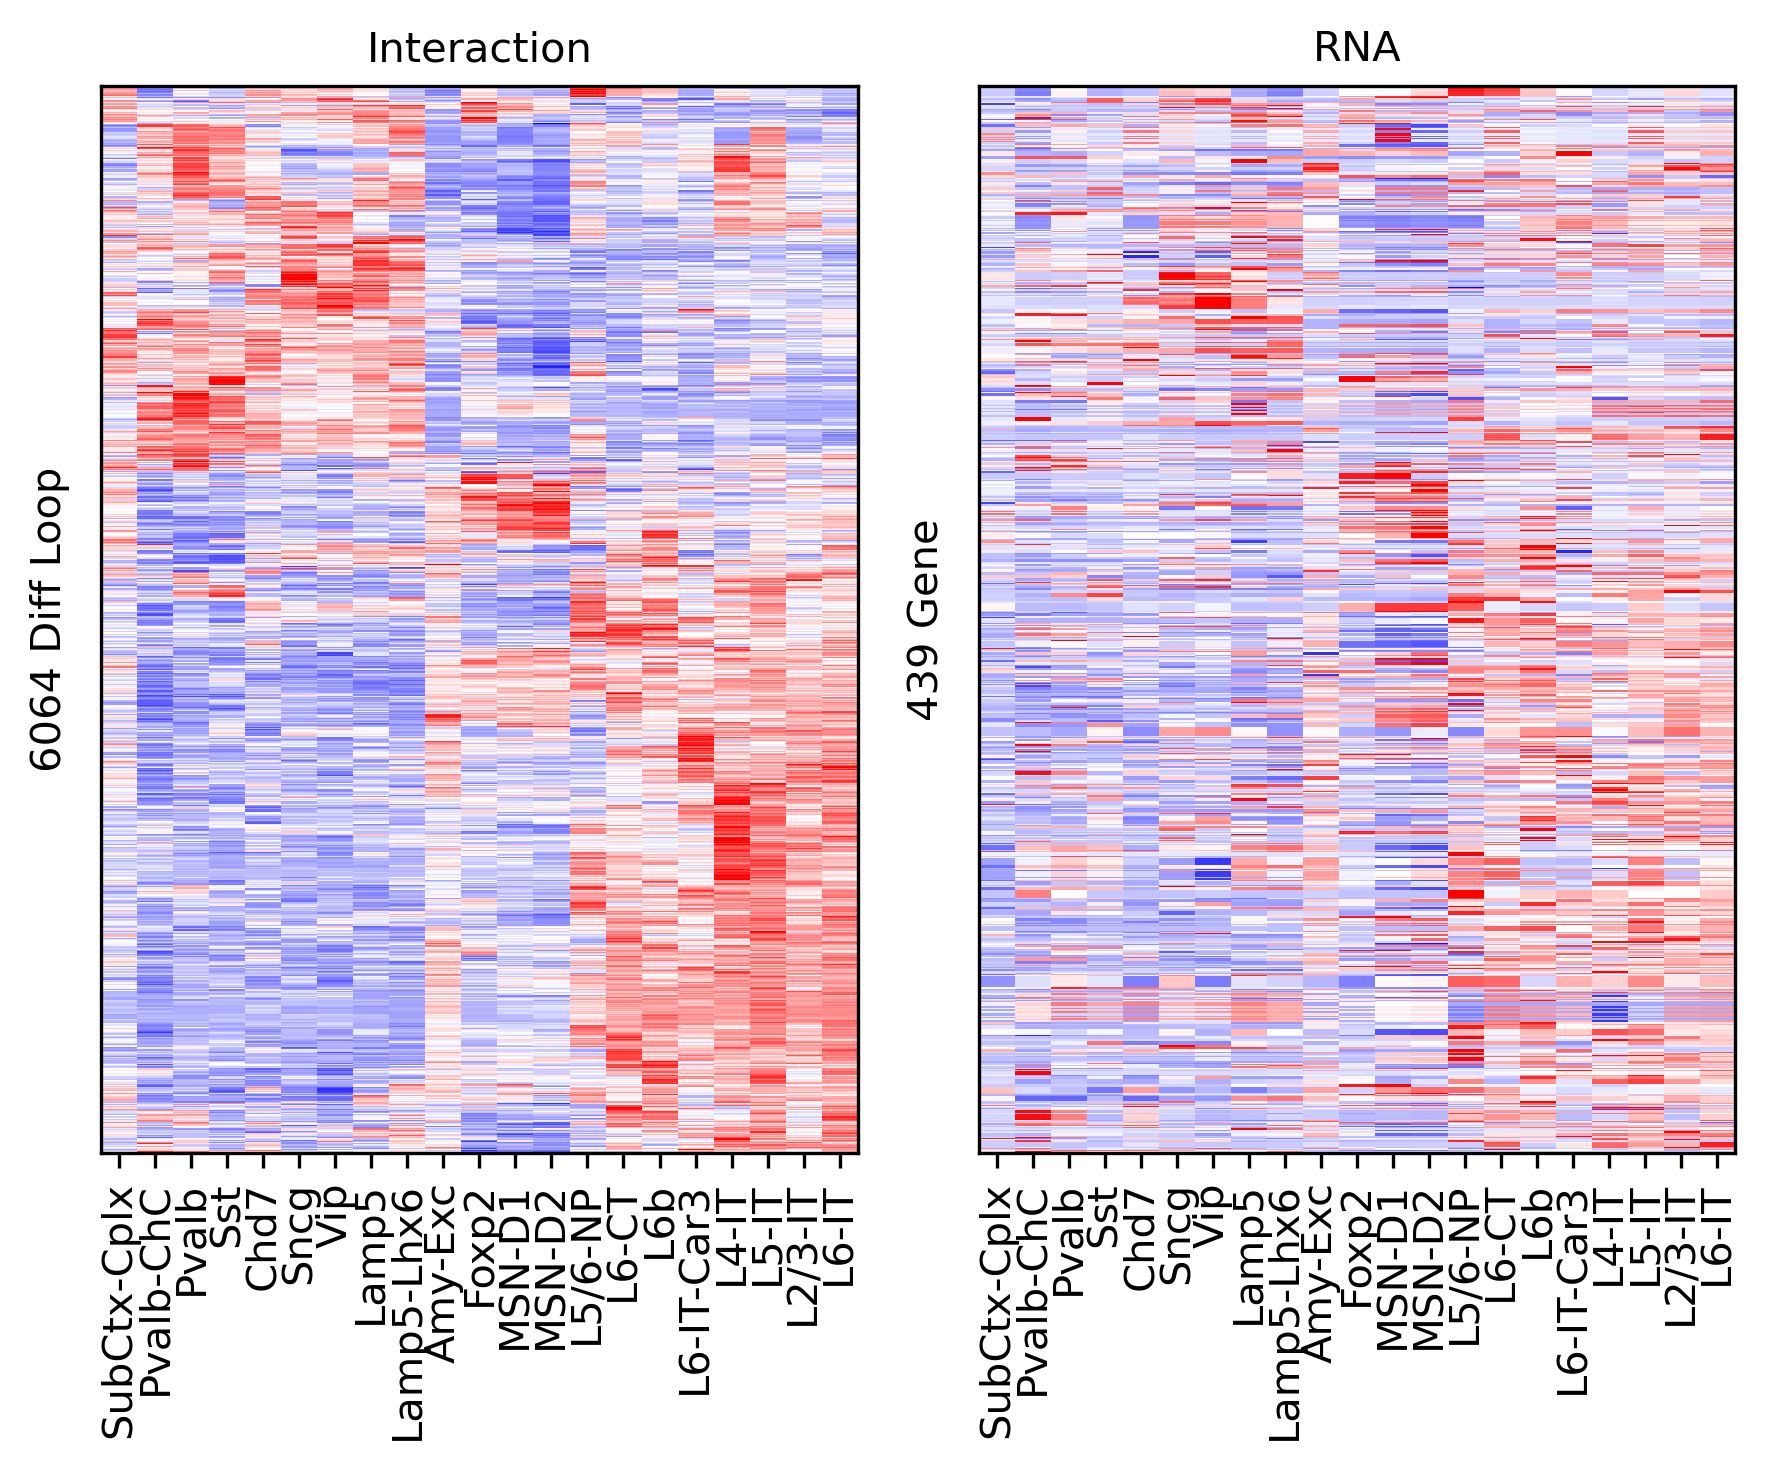 Interaction
RNA
6064 Diff Loop
439 Gene
SubCtx-Cplx
Pvalb-ChC
Pvalb
Sst
Chd7
Sncg
Vip
Lamp5
Lamp5-Lhx6
Amy-Exc
Foxp2
MSN-D1
MSN-D2
L5/6-NP
L6-CT
L6b
L6-IT-Car3
L4-IT
L5-IT
L2/3-IT
L6-IT
SubCtx-Cplx
Pvalb-ChC
Pvalb
Sst
Chd7
Sncg
Vip
Lamp5
Lamp5-Lhx6
Amy-Exc
Foxp2
MSN-D1
MSN-D2
L5/6-NP
L6-CT
L6b
L6-IT-Car3
L4-IT
L5-IT
L2/3-IT
L6-IT